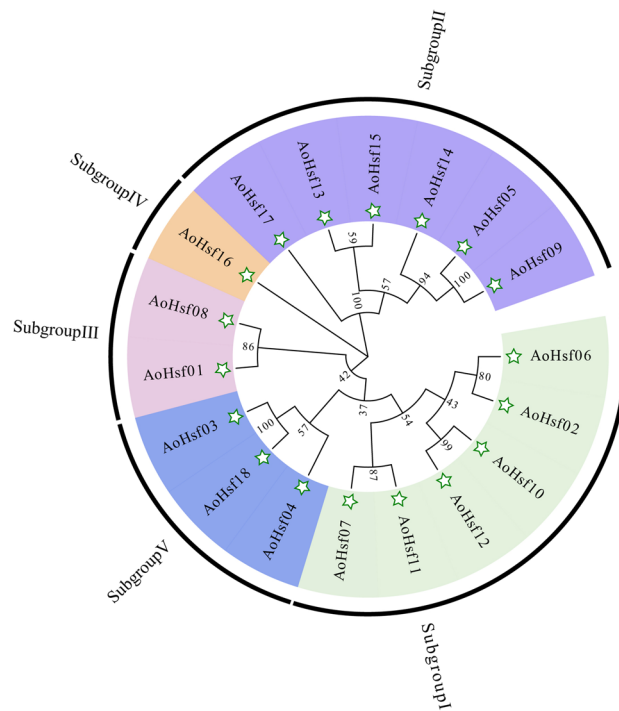 SubgroupII
SubgroupIV
SubgroupIII
SubgroupV
SubgroupI
AoHsf17
AoHsf13
AoHsf15
AoHsf14
AoHsf05
AoHsf09
AoHsf16
AoHsf08
AoHsf01
AoHsf03
AoHsf18
AoHsf04
AoHsf07
AoHsf11
AoHsf12
AoHsf10
AoHsf02
AoHsf06
59
100
57
94
100
86
42
37
100
57
54
87
43
99
80